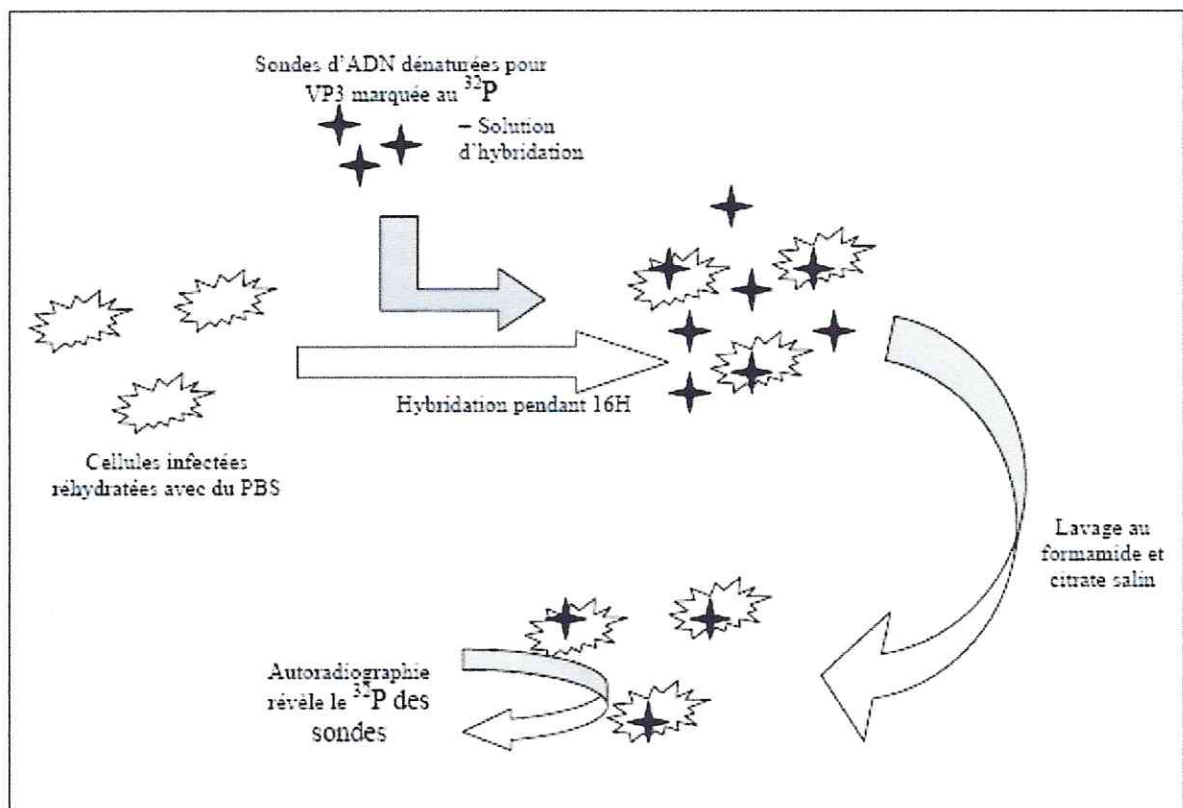 Sondes d'ADN dénaturées pour
VP3 marquée au ³²P
– Solution
d'hybridation
Hybridation pendant 16H
Cellules infectées
réhydratées avec du PBS
Lavage au
formamide et
citrate salin
Autoradiographie
révèle le ³²P des
sondes